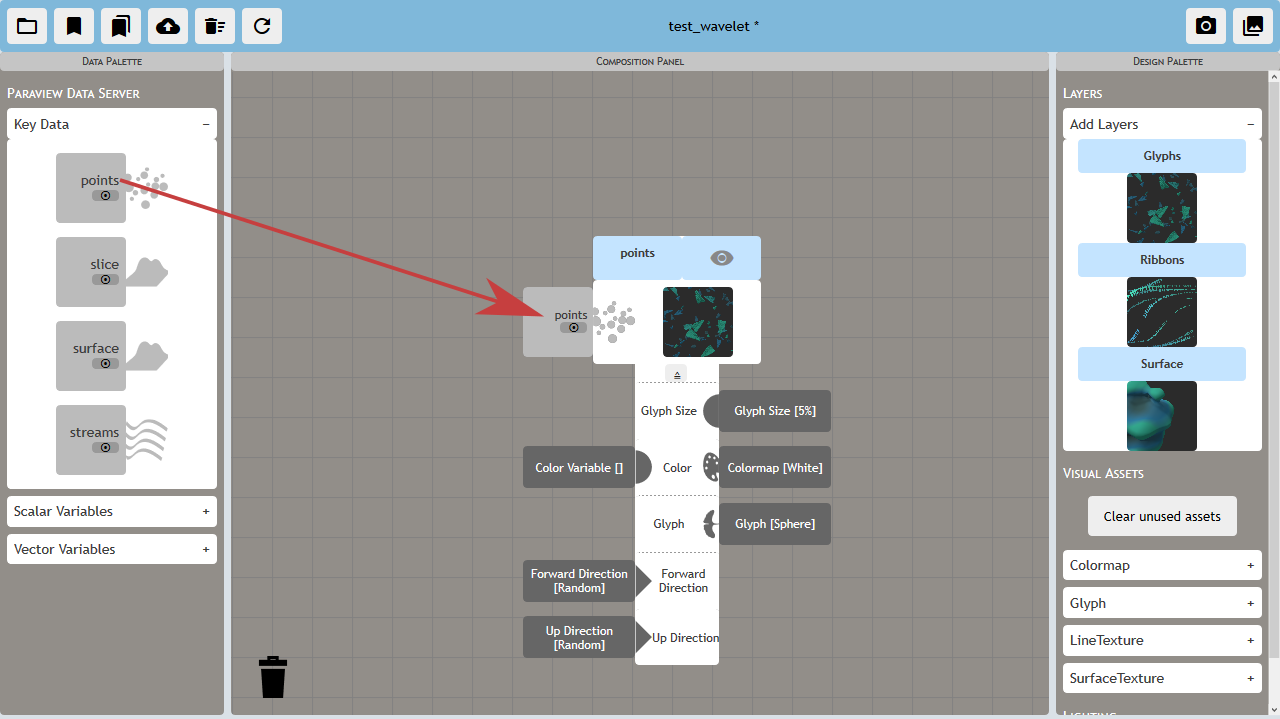 test_wavelet *
DATA PALETTE
COMPOSITION PANEL
DESIGN PALETTE
PARAVIEW DATA SERVER
Key Data −
points
slice
surface
streams
Scalar Variables +
Vector Variables +
points
points
Glyph Size
Glyph Size [5%]
Color Variable []
Color
Colormap [White]
Glyph
Glyph [Sphere]
Forward Direction
[Random]
Forward
Direction
Up Direction
[Random]
Up Direction
LAYERS
Add Layers −
Glyphs
Ribbons
Surface
VISUAL ASSETS
Clear unused assets
Colormap +
Glyph +
LineTexture +
SurfaceTexture +
LIGHTING